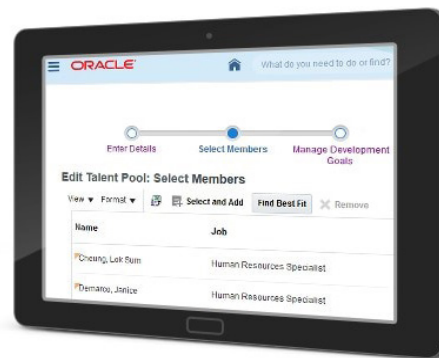 ORACLE
What do you need to do or find?
Enter Details
Select Members
Manage Development
Goals
Edit Talent Pool: Select Members
View Format Select and Add Find Best Fit Remove
Name Job
Cheung, Lok Sum Human Resources Specialist
Demarco, Janice Human Resources Specialist